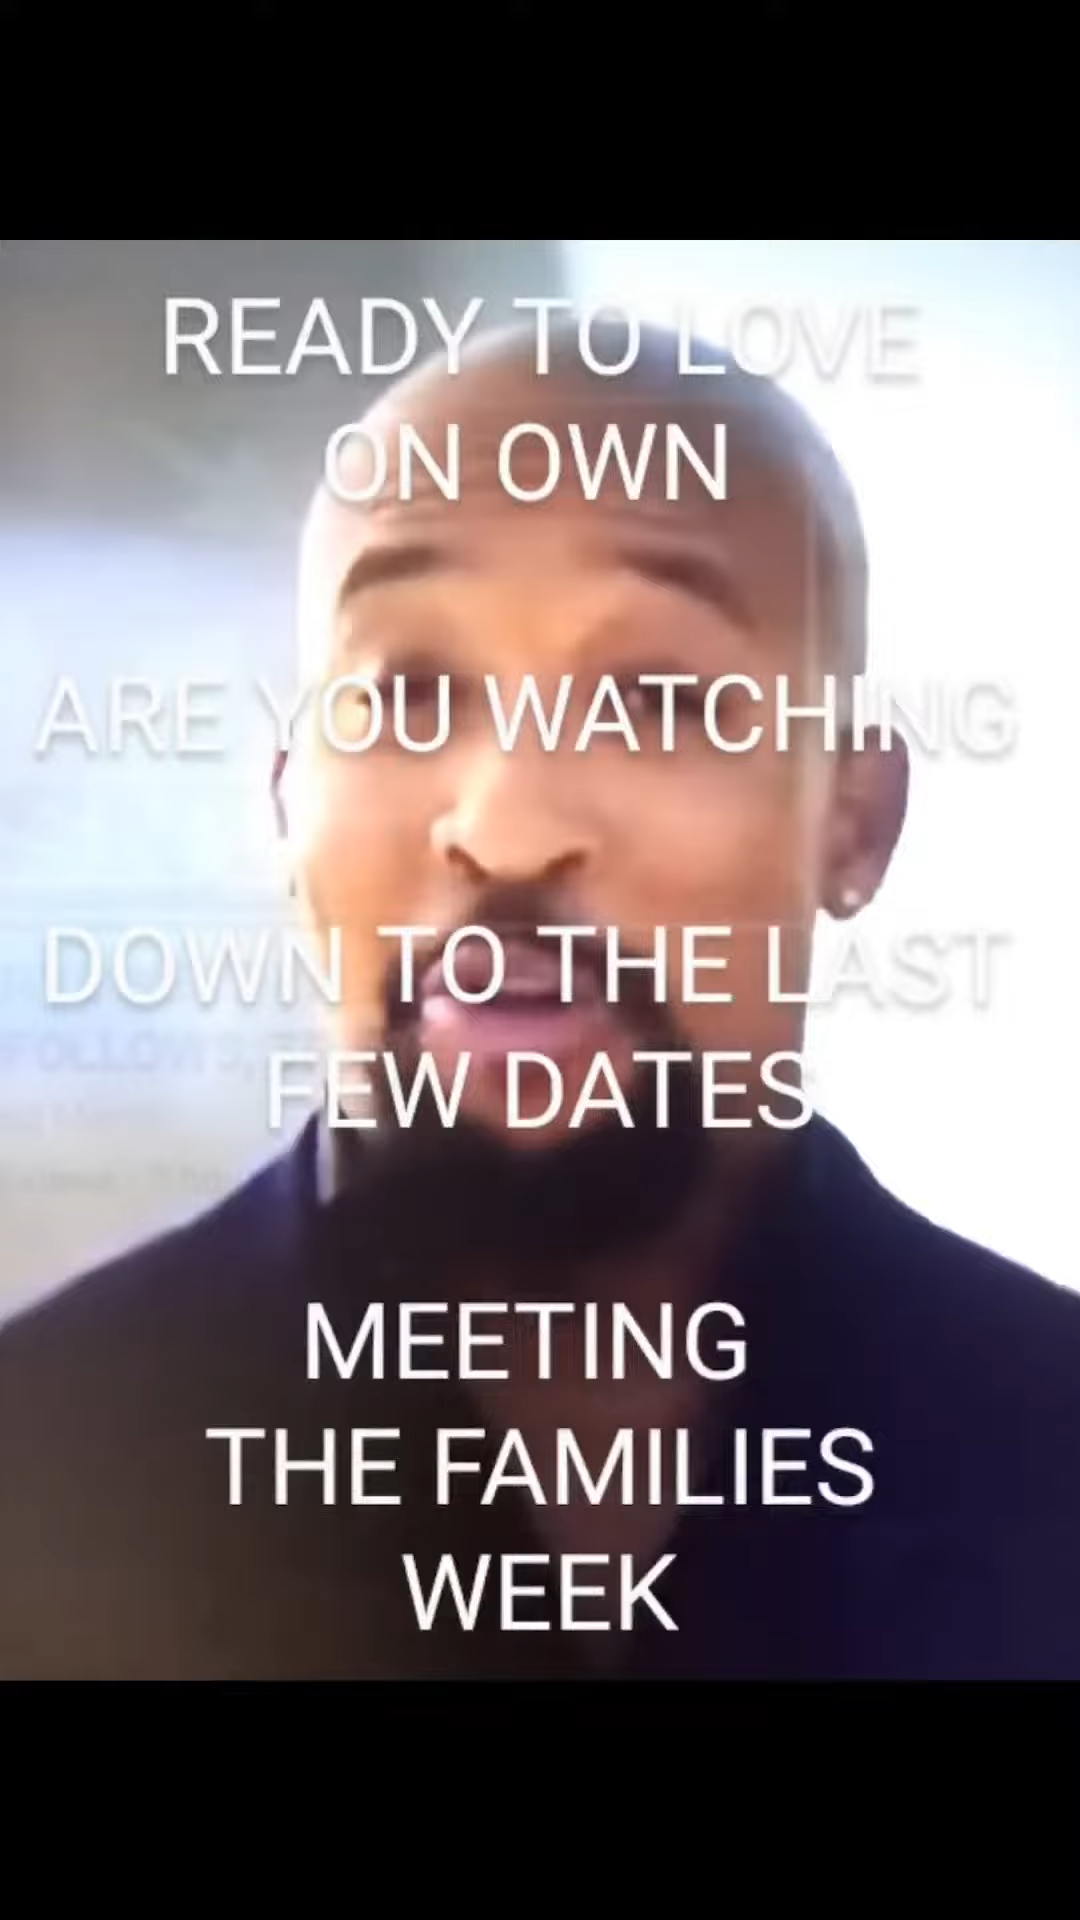 READY TO LOVE
ON OWN
ARE YOU WATCHING
DOWN TO THE LAST
FEW DATES
MEETING
THE FAMILIES
WEEK